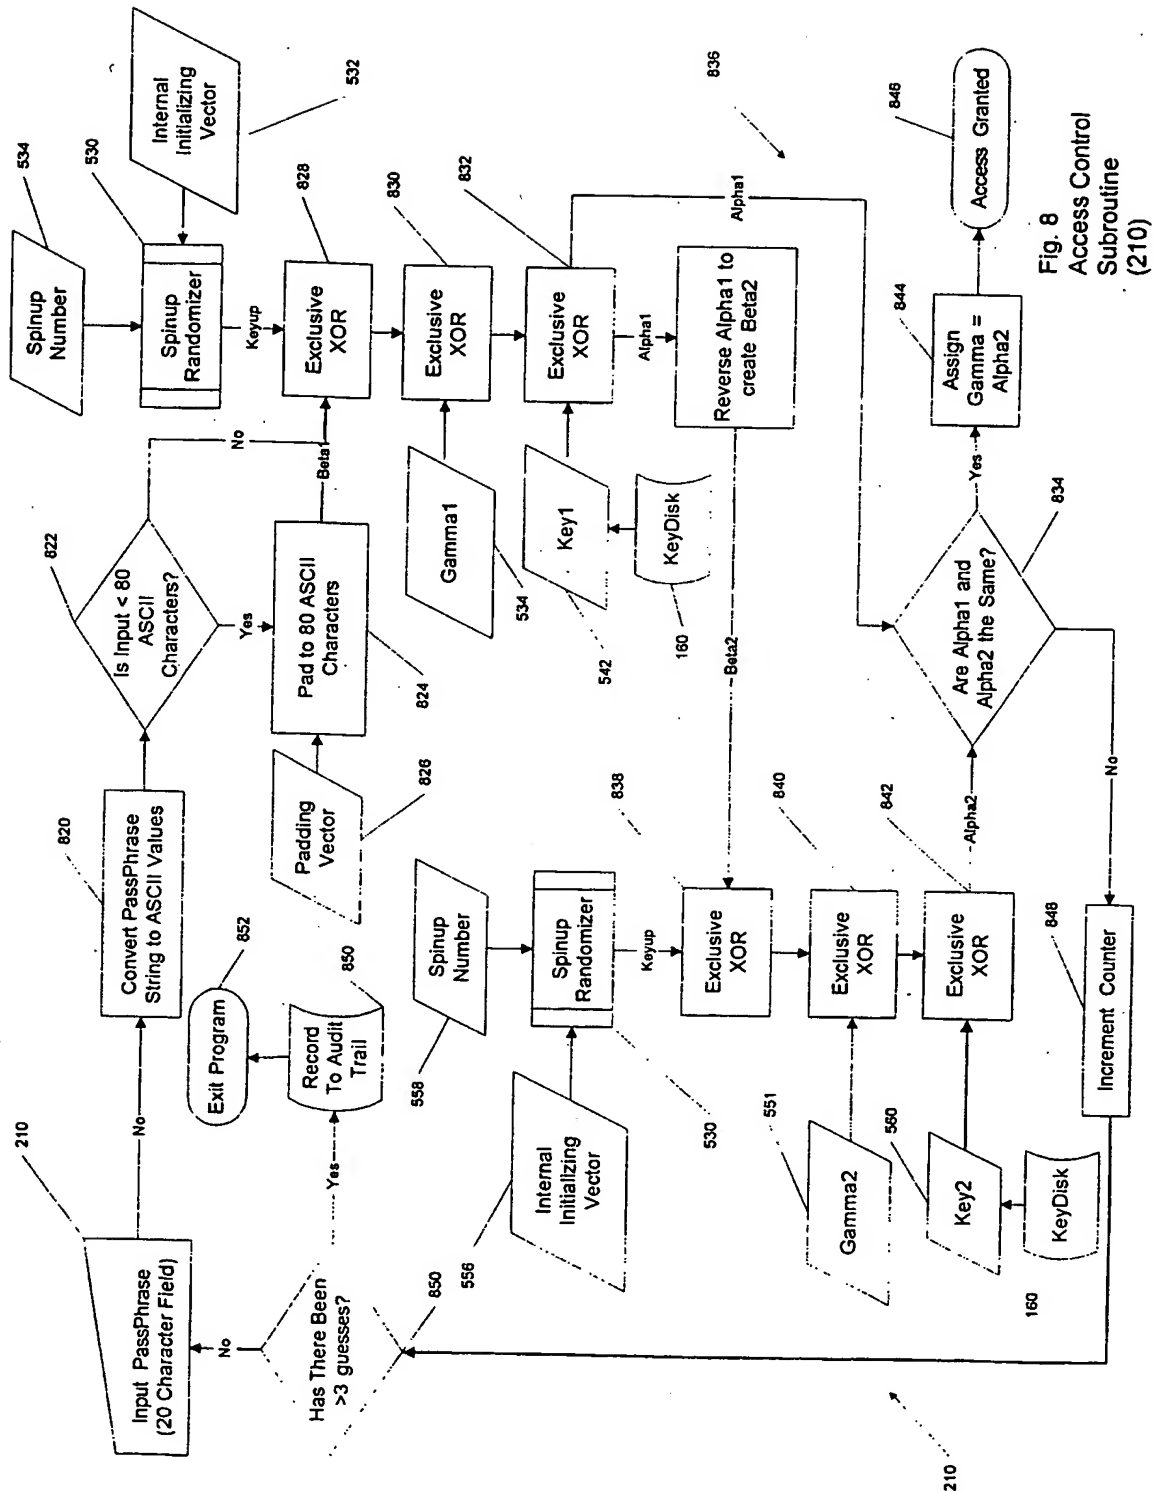 210
Input PassPhrase
(20 Character Field)
No
820
Convert PassPhrase
String to ASCII Values
822
Is Input < 80
ASCII
Characters?
No
Yes
Pad to 80 ASCII
Characters
824
Padding
Vector
826
Beta1
534
Spinup
Number
530
Spinup
Randomizer
Internal
Initializing
Vector
532
Keyup
Exclusive
XOR
828
Exclusive
XOR
830
Gamma1
534
Exclusive
XOR
832
Key1
542
KeyDisk
160
Alpha1
Alpha1
Reverse Alpha1 to
create Beta2
836
Beta2
Has There Been
>3 guesses?
No
Yes
850
Record
To Audit
Trail
850
Exit Program
852
Spinup
Number
558
Spinup
Randomizer
530
Internal
Initializing
Vector
556
Keyup
Exclusive
XOR
838
Exclusive
XOR
840
Gamma2
551
Exclusive
XOR
842
Key2
560
KeyDisk
160
Alpha2
Are Alpha1 and
Alpha2 the Same?
834
Yes
Assign
Gamma =
Alpha2
844
Access Granted
846
No
Increment Counter
848
210
Fig. 8
Access Control
Subroutine
(210)